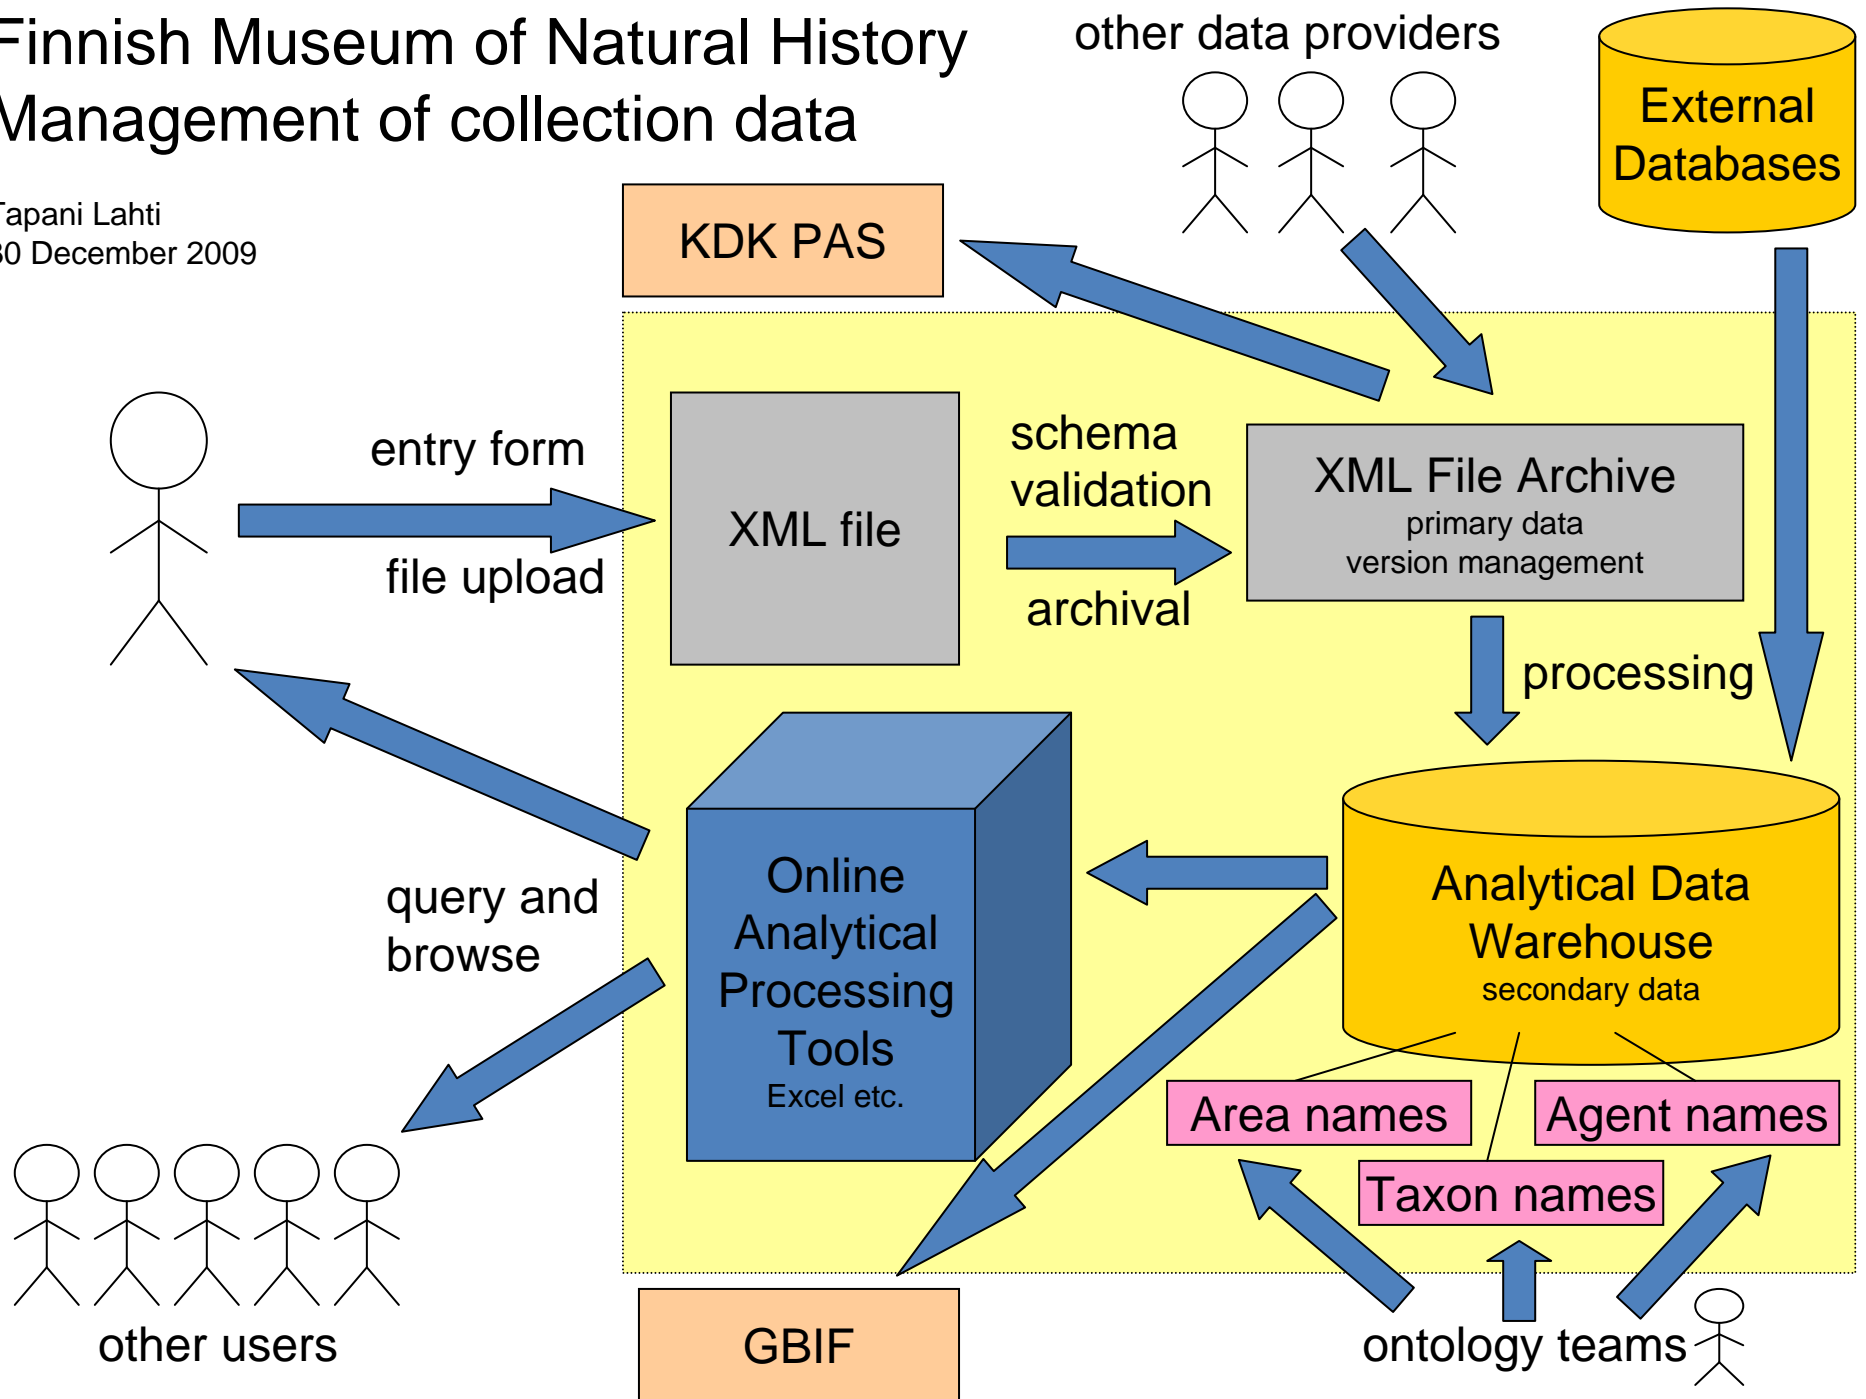 Finnish Museum of Natural History
Management of collection data
Tapani Lahti
30 December 2009
other data providers
External
Databases
KDK PAS
entry form
file upload
XML file
schema
validation
archival
XML File Archive
primary data
version management
processing
query and
browse
Online
Analytical
Processing
Tools
Excel etc.
Analytical Data
Warehouse
secondary data
Area names
Agent names
Taxon names
other users
GBIF
ontology teams